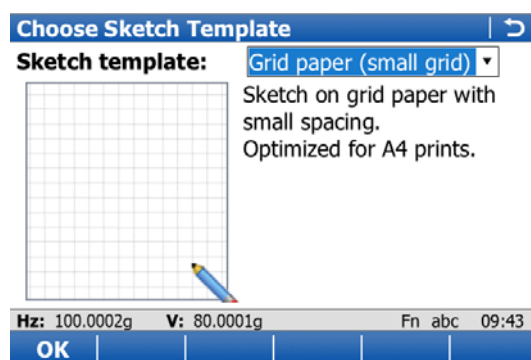 Choose Sketch Template
Sketch template: Grid paper (small grid)
Sketch on grid paper with
small spacing.
Optimized for A4 prints.
Hz: 100.0002g V: 80.0001g Fn abc 09:43
OK